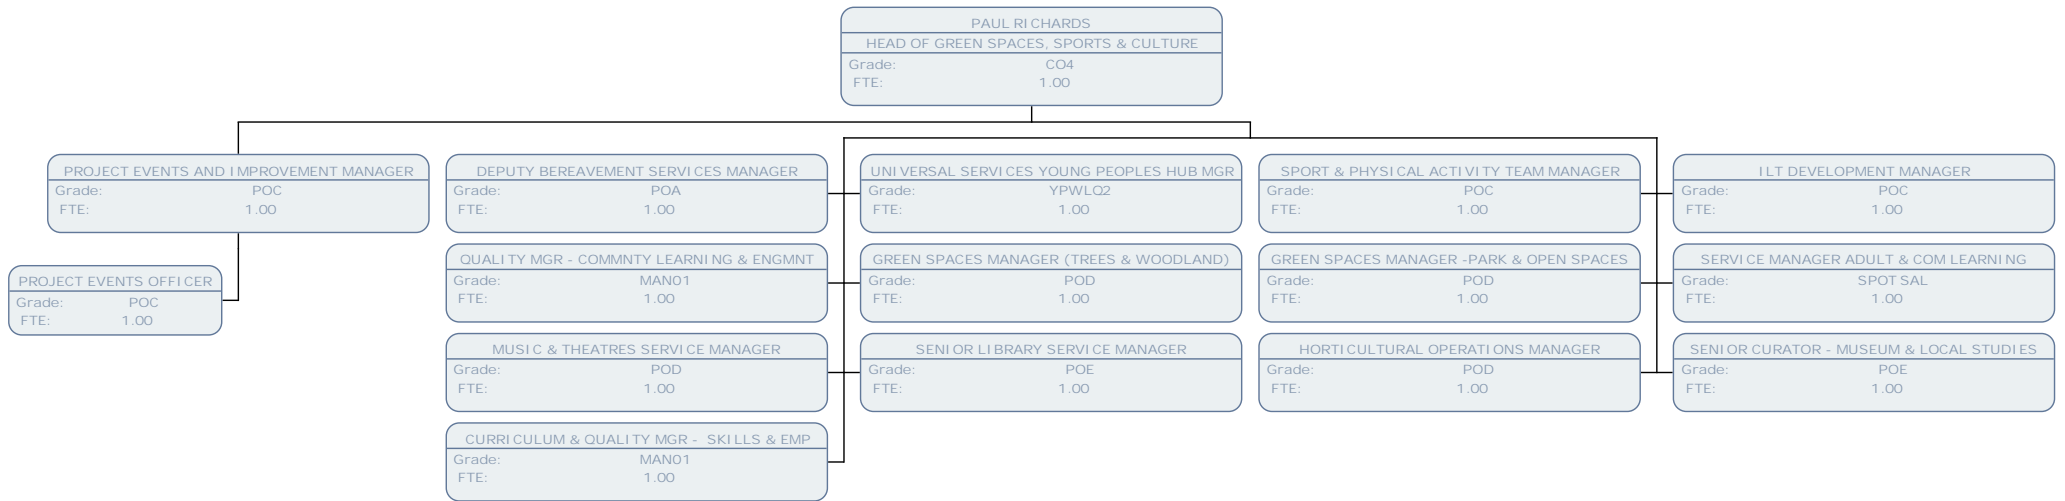 PAUL RICHARDS
HEAD OF GREEN SPACES, SPORTS & CULTURE
Grade: CO4
FTE: 1.00
PROJECT EVENTS AND IMPROVEMENT MANAGER
Grade: POC
FTE: 1.00
PROJECT EVENTS OFFICER
Grade: POC
FTE: 1.00
DEPUTY BEREAVEMENT SERVICES MANAGER
Grade: POA
FTE: 1.00
UNIVERSAL SERVICES YOUNG PEOPLES HUB MGR
Grade: YPWLQ2
FTE: 1.00
SPORT & PHYSICAL ACTIVITY TEAM MANAGER
Grade: POC
FTE: 1.00
ILT DEVELOPMENT MANAGER
Grade: POC
FTE: 1.00
QUALITY MGR - COMMNTY LEARNING & ENGMNT
Grade: MAN01
FTE: 1.00
GREEN SPACES MANAGER (TREES & WOODLAND)
Grade: POD
FTE: 1.00
GREEN SPACES MANAGER -PARK & OPEN SPACES
Grade: POD
FTE: 1.00
SERVICE MANAGER ADULT & COM LEARNING
Grade: SPOT SAL
FTE: 1.00
MUSIC & THEATRES SERVICE MANAGER
Grade: POD
FTE: 1.00
SENIOR LIBRARY SERVICE MANAGER
Grade: POE
FTE: 1.00
HORTICULTURAL OPERATIONS MANAGER
Grade: POD
FTE: 1.00
SENIOR CURATOR - MUSEUM & LOCAL STUDIES
Grade: POE
FTE: 1.00
CURRICULUM & QUALITY MGR - SKILLS & EMP
Grade: MAN01
FTE: 1.00